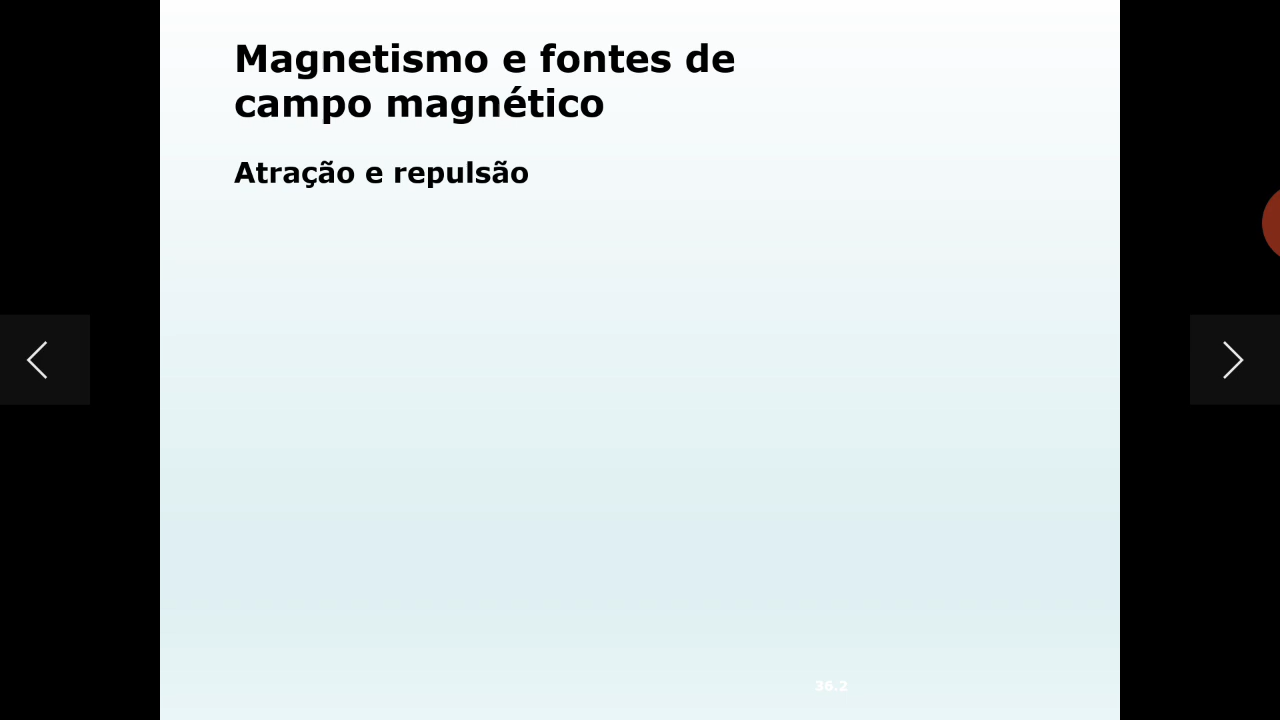 Magnetismo e fontes de
campo magnético
Atração e repulsão
36.2